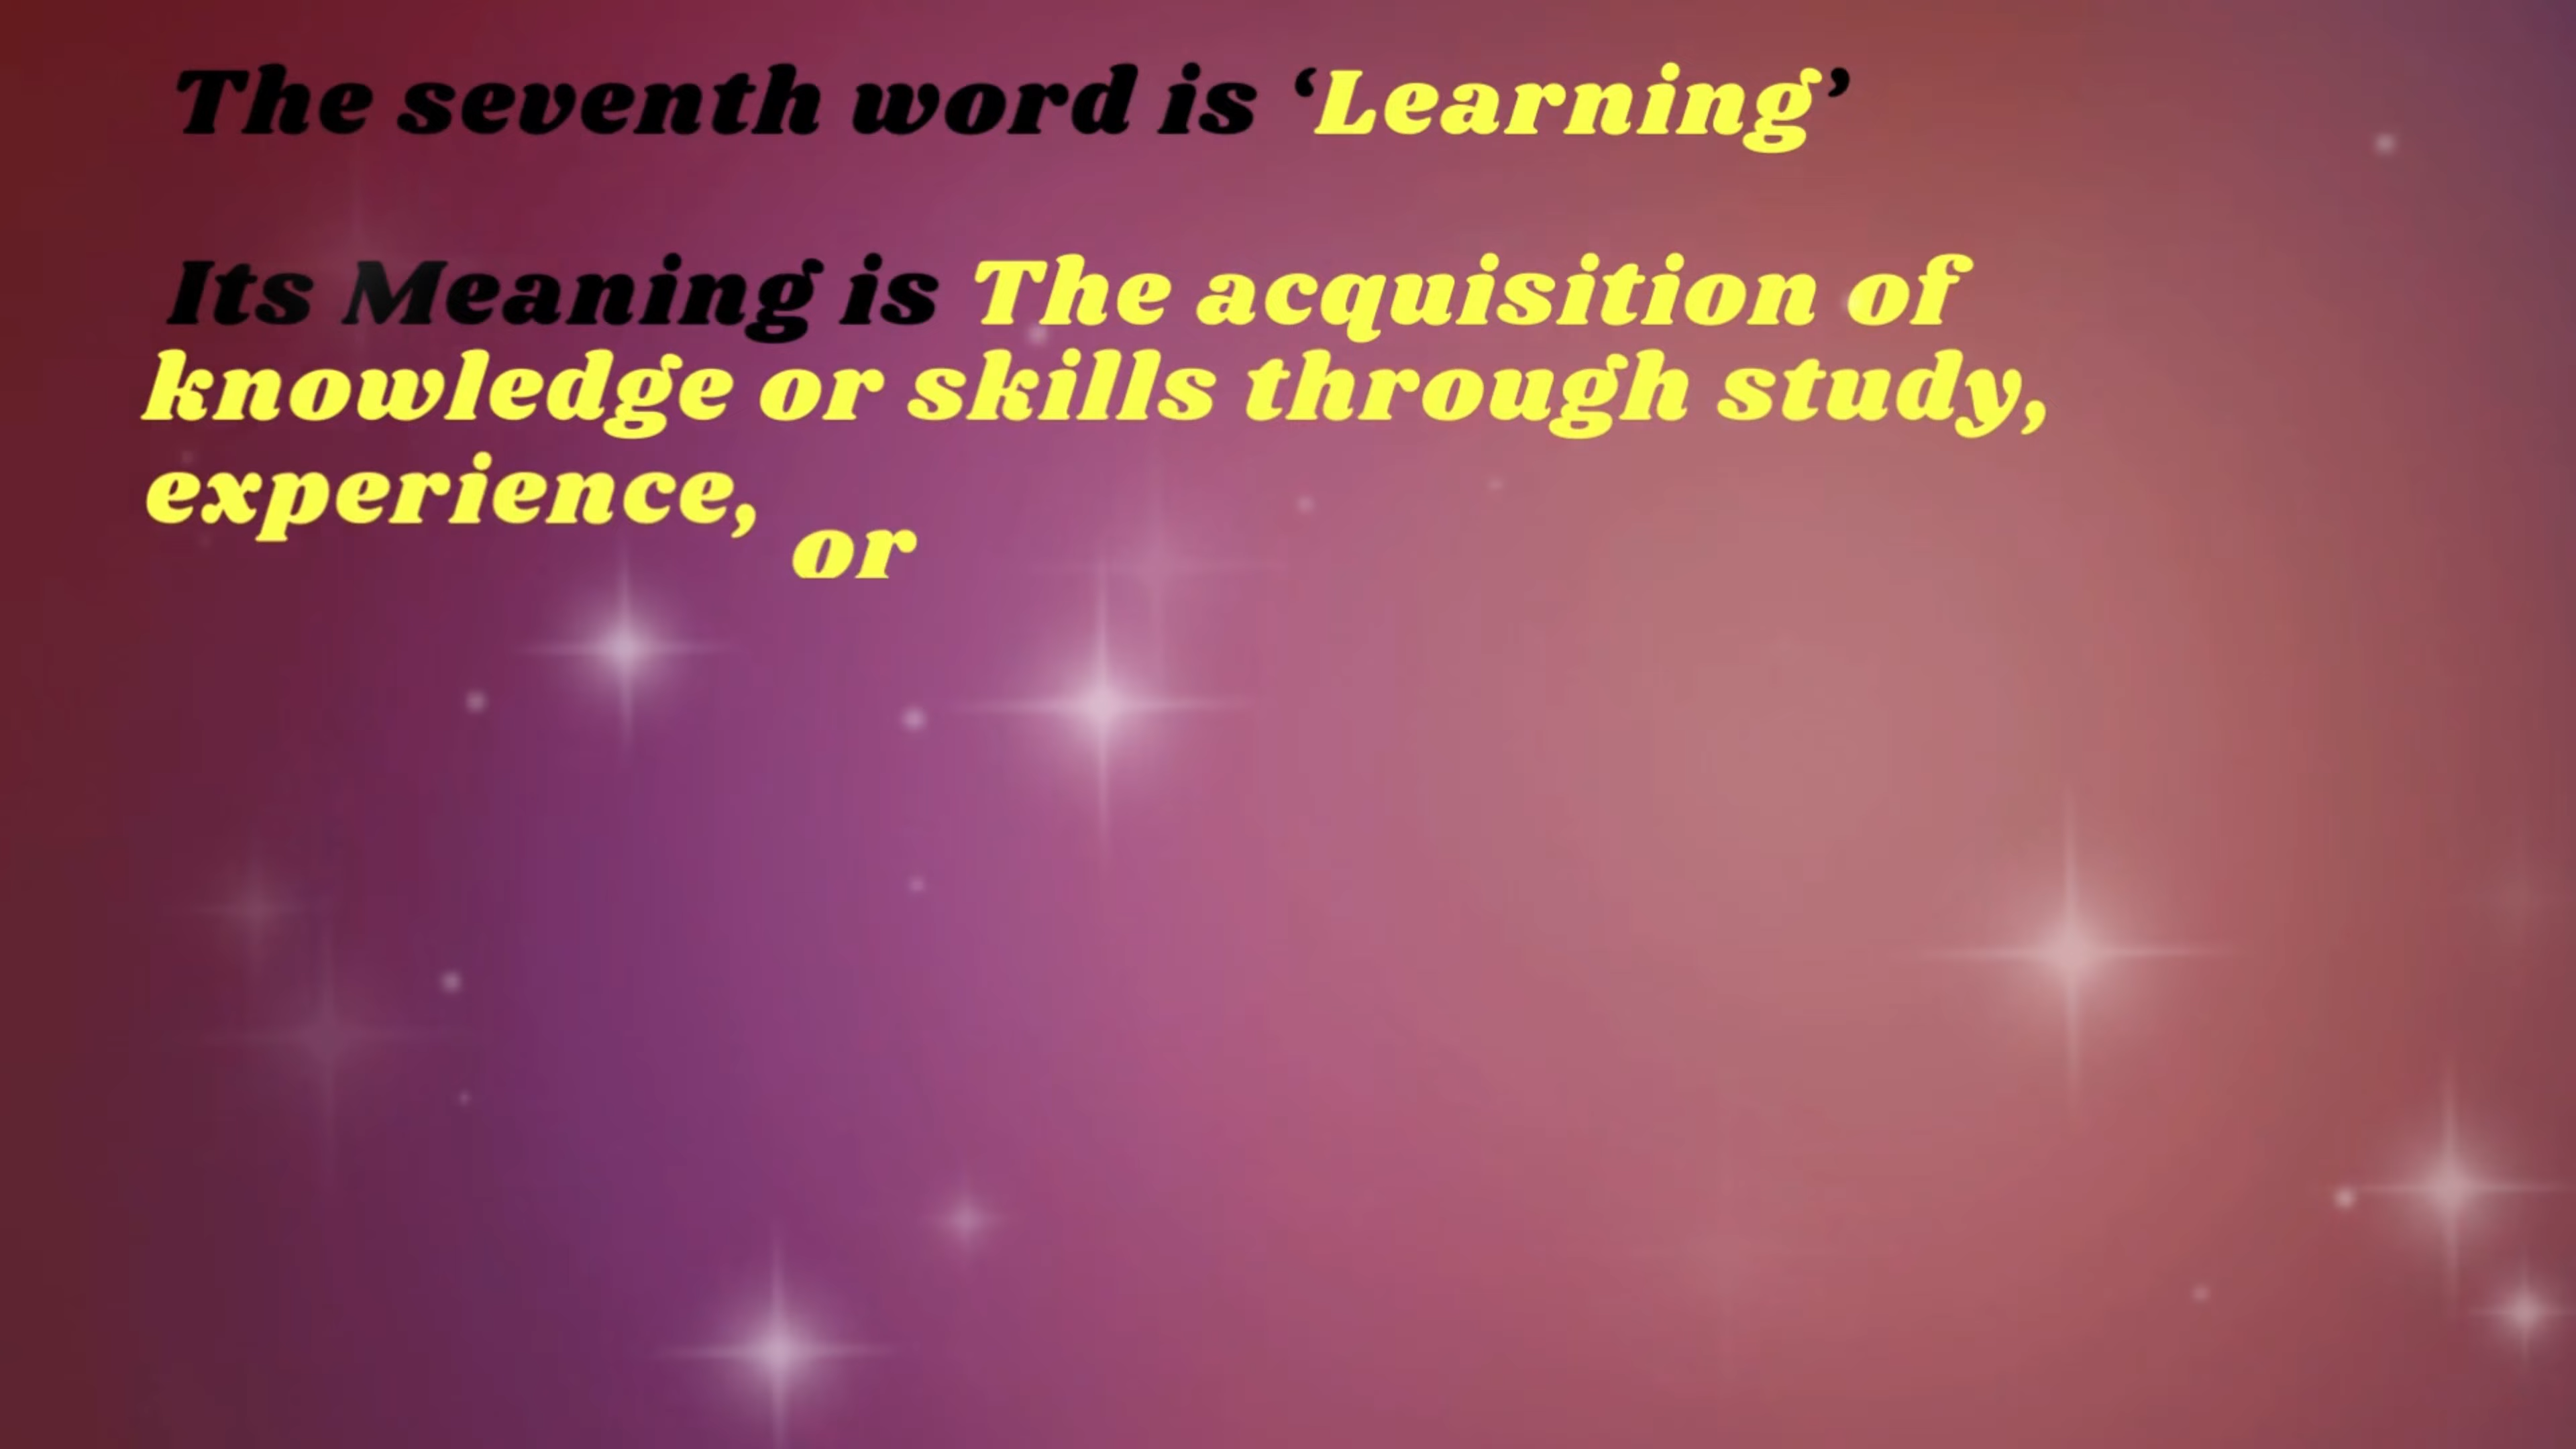 The seventh word is ‘Learning’
Its Meaning is The acquisition of
knowledge or skills through study,
experience, or